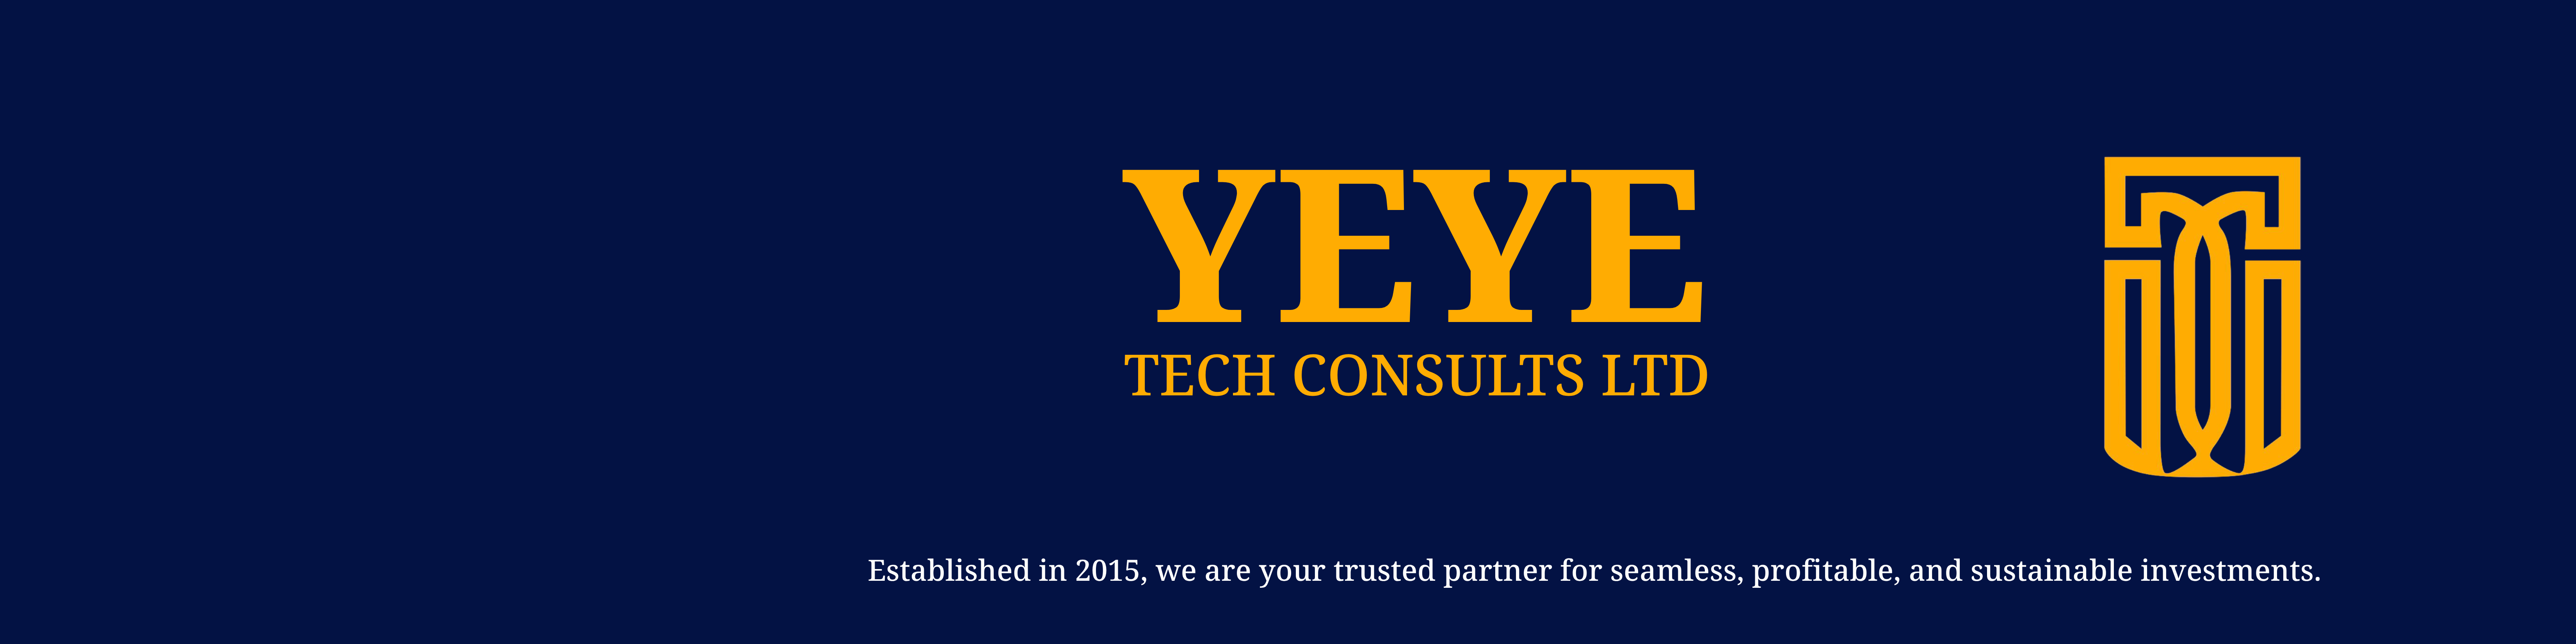 YEYE
TECH CONSULTS LTD
Established in 2015, we are your trusted partner for seamless, profitable, and sustainable investments.